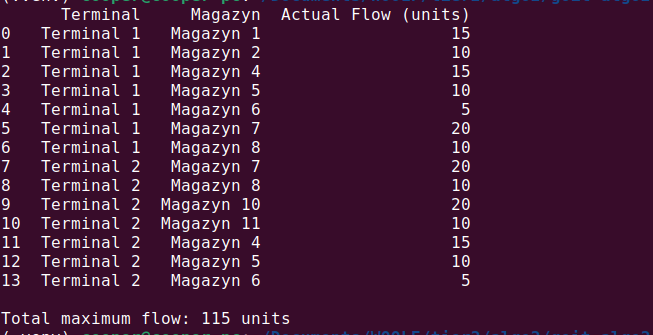 Terminal Magazyn Actual Flow (units)
0 Terminal 1 Magazyn 1 15
1 Terminal 1 Magazyn 2 10
2 Terminal 1 Magazyn 4 15
3 Terminal 1 Magazyn 5 10
4 Terminal 1 Magazyn 6 5
5 Terminal 1 Magazyn 7 20
6 Terminal 1 Magazyn 8 10
7 Terminal 2 Magazyn 7 20
8 Terminal 2 Magazyn 8 10
9 Terminal 2 Magazyn 10 20
10 Terminal 2 Magazyn 11 10
11 Terminal 2 Magazyn 4 15
12 Terminal 2 Magazyn 5 10
13 Terminal 2 Magazyn 6 5
Total maximum flow: 115 units